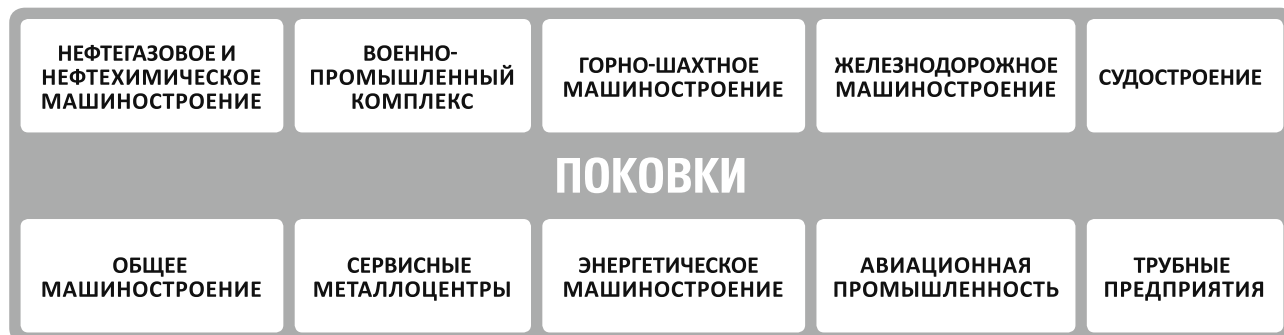 НЕФТЕГАЗОВОЕ И
НЕФТЕХИМИЧЕСКОЕ
МАШИНОСТРОЕНИЕ
ВОЕННО-
ПРОМЫШЛЕННЫЙ
КОМПЛЕКС
ГОРНО-ШАХТНОЕ
МАШИНОСТРОЕНИЕ
ЖЕЛЕЗНОДОРОЖНОЕ
МАШИНОСТРОЕНИЕ
СУДОСТРОЕНИЕ
ПОКОВКИ
ОБЩЕЕ
МАШИНОСТРОЕНИЕ
СЕРВИСНЫЕ
МЕТАЛЛОЦЕНТРЫ
ЭНЕРГЕТИЧЕСКОЕ
МАШИНОСТРОЕНИЕ
АВИАЦИОННАЯ
ПРОМЫШЛЕННОСТЬ
ТРУБНЫЕ
ПРЕДПРИЯТИЯ